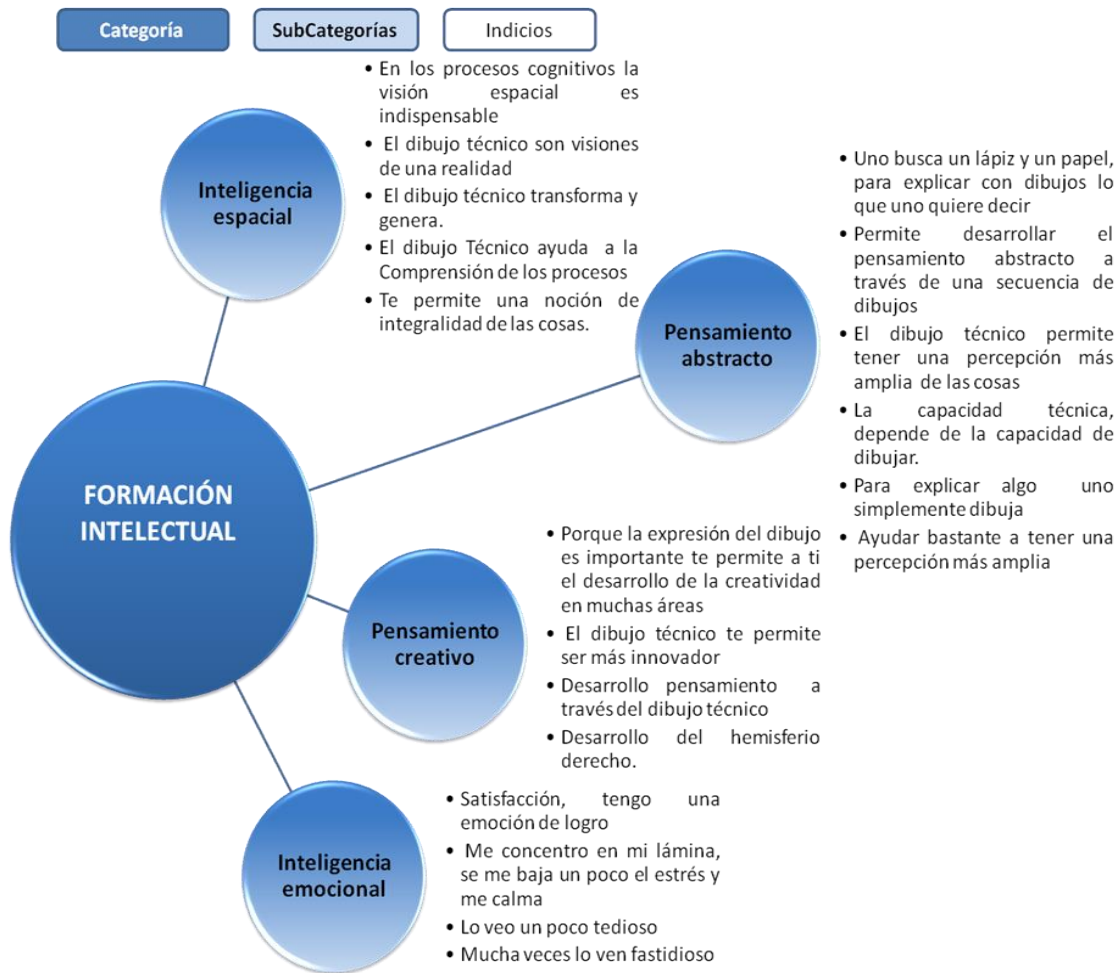 Categoría
SubCategorías
Indicios
• En los procesos cognitivos la
visión espacial es
indispensable
• El dibujo técnico son visiones
de una realidad
• El dibujo técnico transforma y
genera.
• El dibujo Técnico ayuda a la
Comprensión de los procesos
• Te permite una noción de
integralidad de las cosas.
Inteligencia
espacial
• Uno busca un lápiz y un papel,
para explicar con dibujos lo
que uno quiere decir
• Permite desarrollar el
pensamiento abstracto a
través de una secuencia de
dibujos
• El dibujo técnico permite
tener una percepción más
amplia de las cosas
• La capacidad técnica,
depende de la capacidad de
dibujar.
• Para explicar algo uno
simplemente dibuja
• Ayudar bastante a tener una
percepción más amplia
Pensamiento
abstracto
FORMACIÓN
INTELECTUAL
• Porque la expresión del dibujo
es importante te permite a ti
el desarrollo de la creatividad
en muchas áreas
• El dibujo técnico te permite
ser más innovador
• Desarrollo pensamiento a
través del dibujo técnico
• Desarrollo del hemisferio
derecho.
Pensamiento
creativo
• Satisfacción, tengo una
emoción de logro
• Me concentro en mi lámina,
se me baja un poco el estrés y
me calma
• Lo veo un poco tedioso
• Mucha veces lo ven fastidioso
Inteligencia
emocional